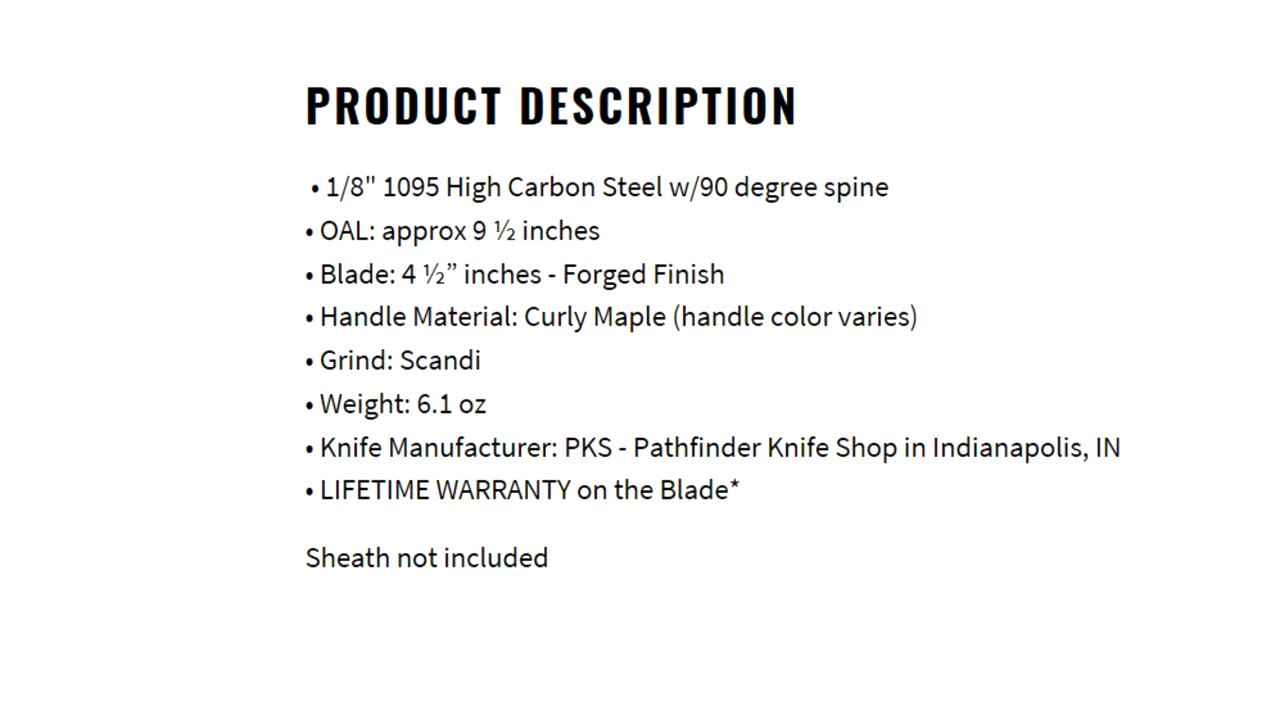 PRODUCT DESCRIPTION
• 1/8" 1095 High Carbon Steel w/90 degree spine
• OAL: approx 9 ½ inches
• Blade: 4 ½” inches - Forged Finish
• Handle Material: Curly Maple (handle color varies)
• Grind: Scandi
• Weight: 6.1 oz
• Knife Manufacturer: PKS - Pathfinder Knife Shop in Indianapolis, IN
• LIFETIME WARRANTY on the Blade*
Sheath not included